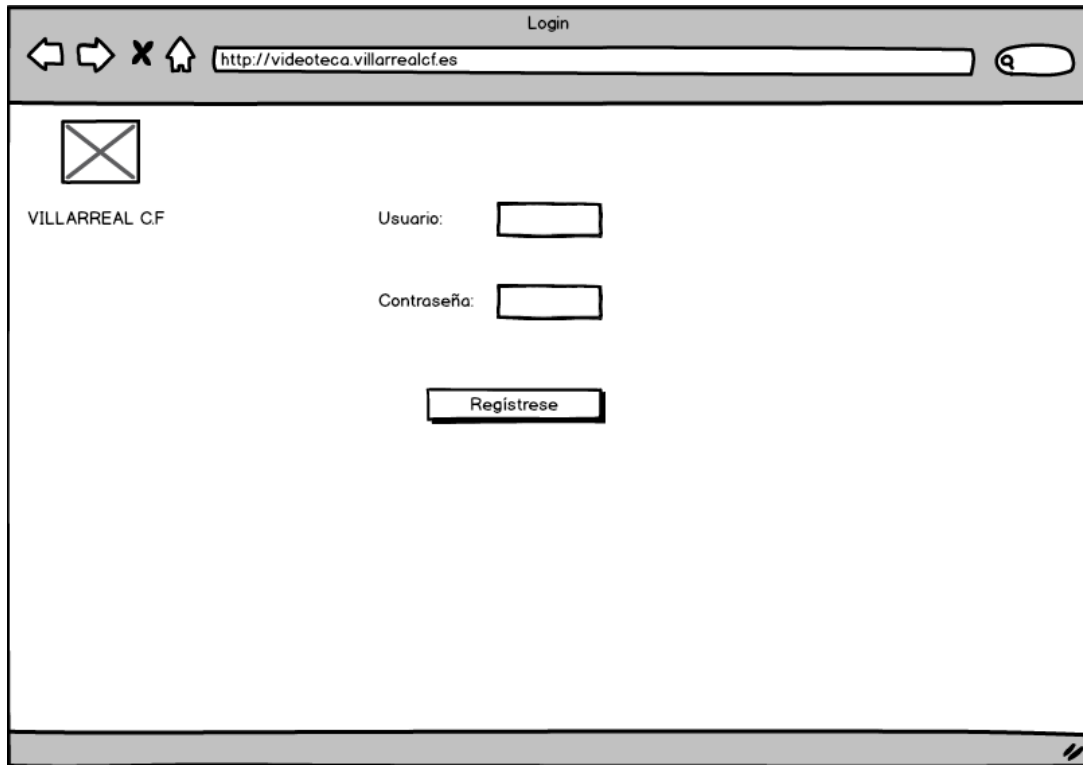 Login
http://videoteca.villarrealcf.es
VILLARREAL C.F
Usuario:
Contraseña:
Regístrese